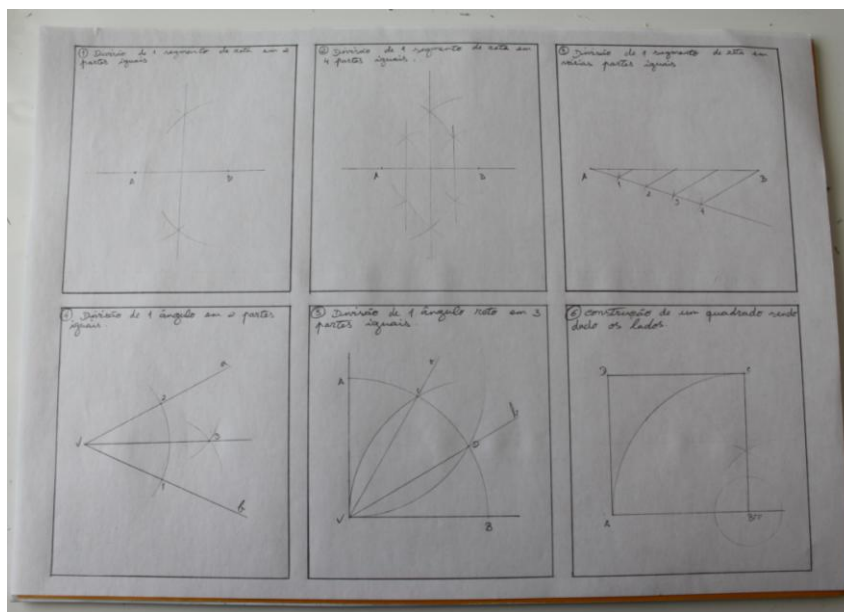 ① Divisão de 1 segmento de reta em 2
partes iguais
A B
② Divisão de 1 segmento de reta em
4 partes iguais.
A B
③ Divisão de 1 segmento de reta em
várias partes iguais
A B
1 2 3 4
④ Divisão de 1 ângulo em 2 partes
iguais.
a
2
V
1
b
⑤ Divisão de 1 ângulo reto em 3
partes iguais.
A
V B
⑥ Construção de um quadrado sendo
dado os lados.
A